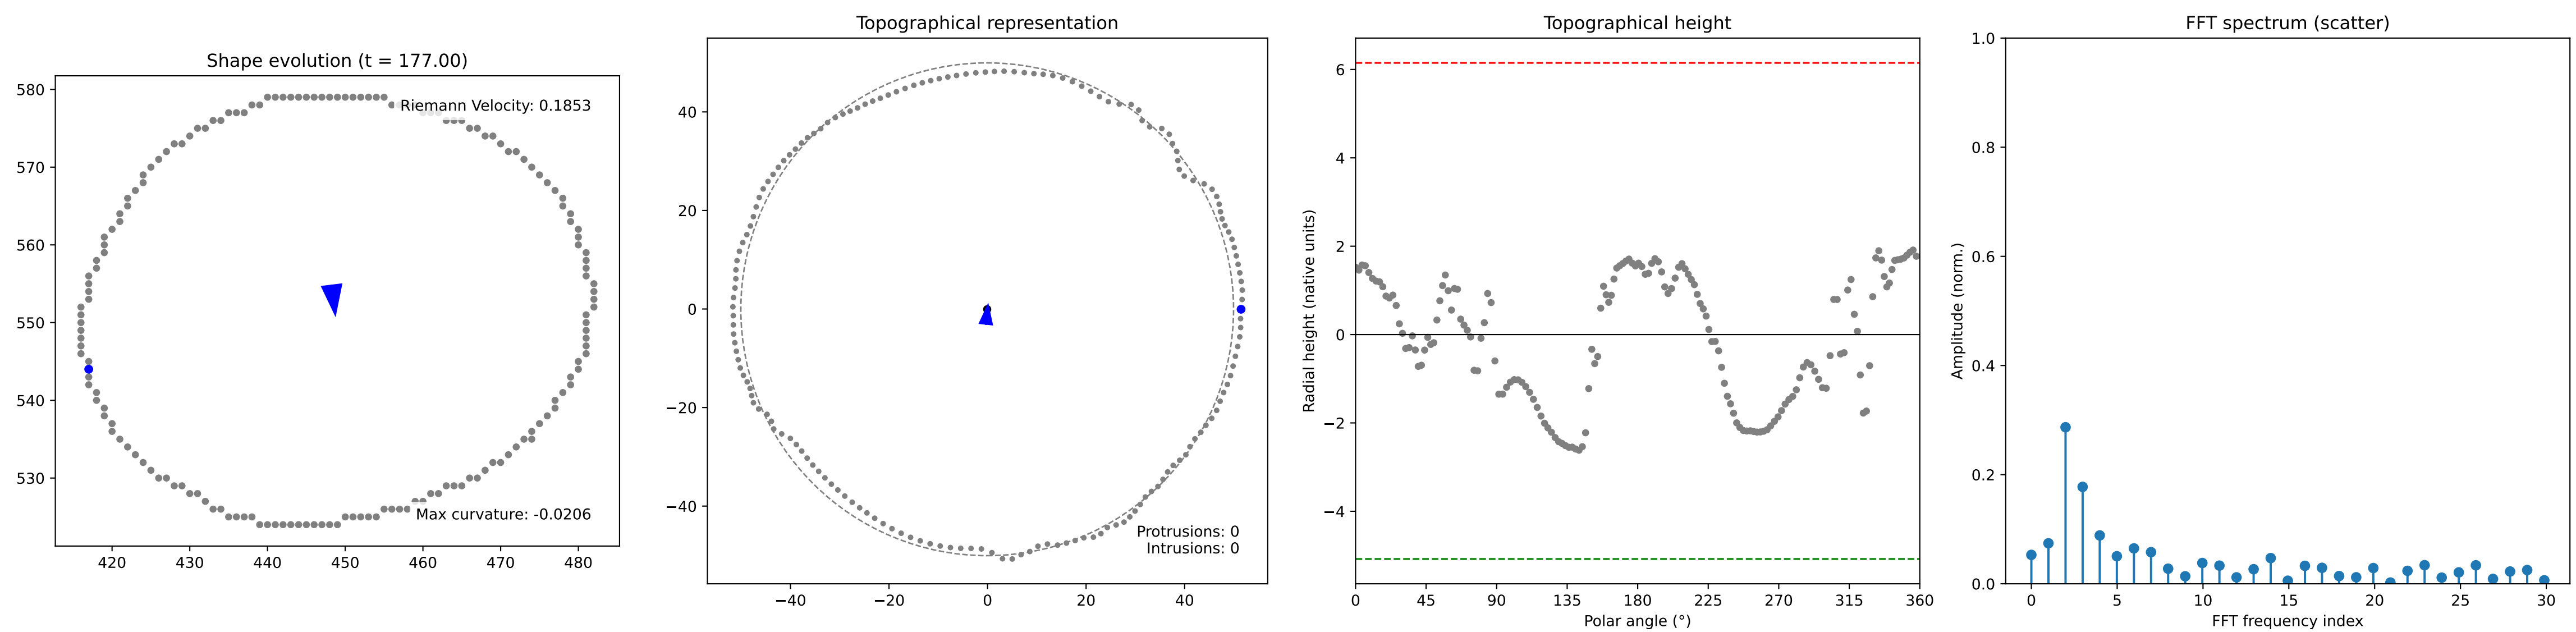 Shape evolution (t = 177.00)
Riemann Velocity: 0.1853
Max curvature: -0.0206
580
570
560
550
540
530
420 430 440 450 460 470 480
Topographical representation
40
20
0
−20
−40
−40 −20 0 20 40
Protrusions: 0
Intrusions: 0
Topographical height
Radial height (native units)
6
4
2
0
−2
−4
0 45 90 135 180 225 270 315 360
Polar angle (°)
FFT spectrum (scatter)
Amplitude (norm.)
1.0
0.8
0.6
0.4
0.2
0.0
0 5 10 15 20 25 30
FFT frequency index